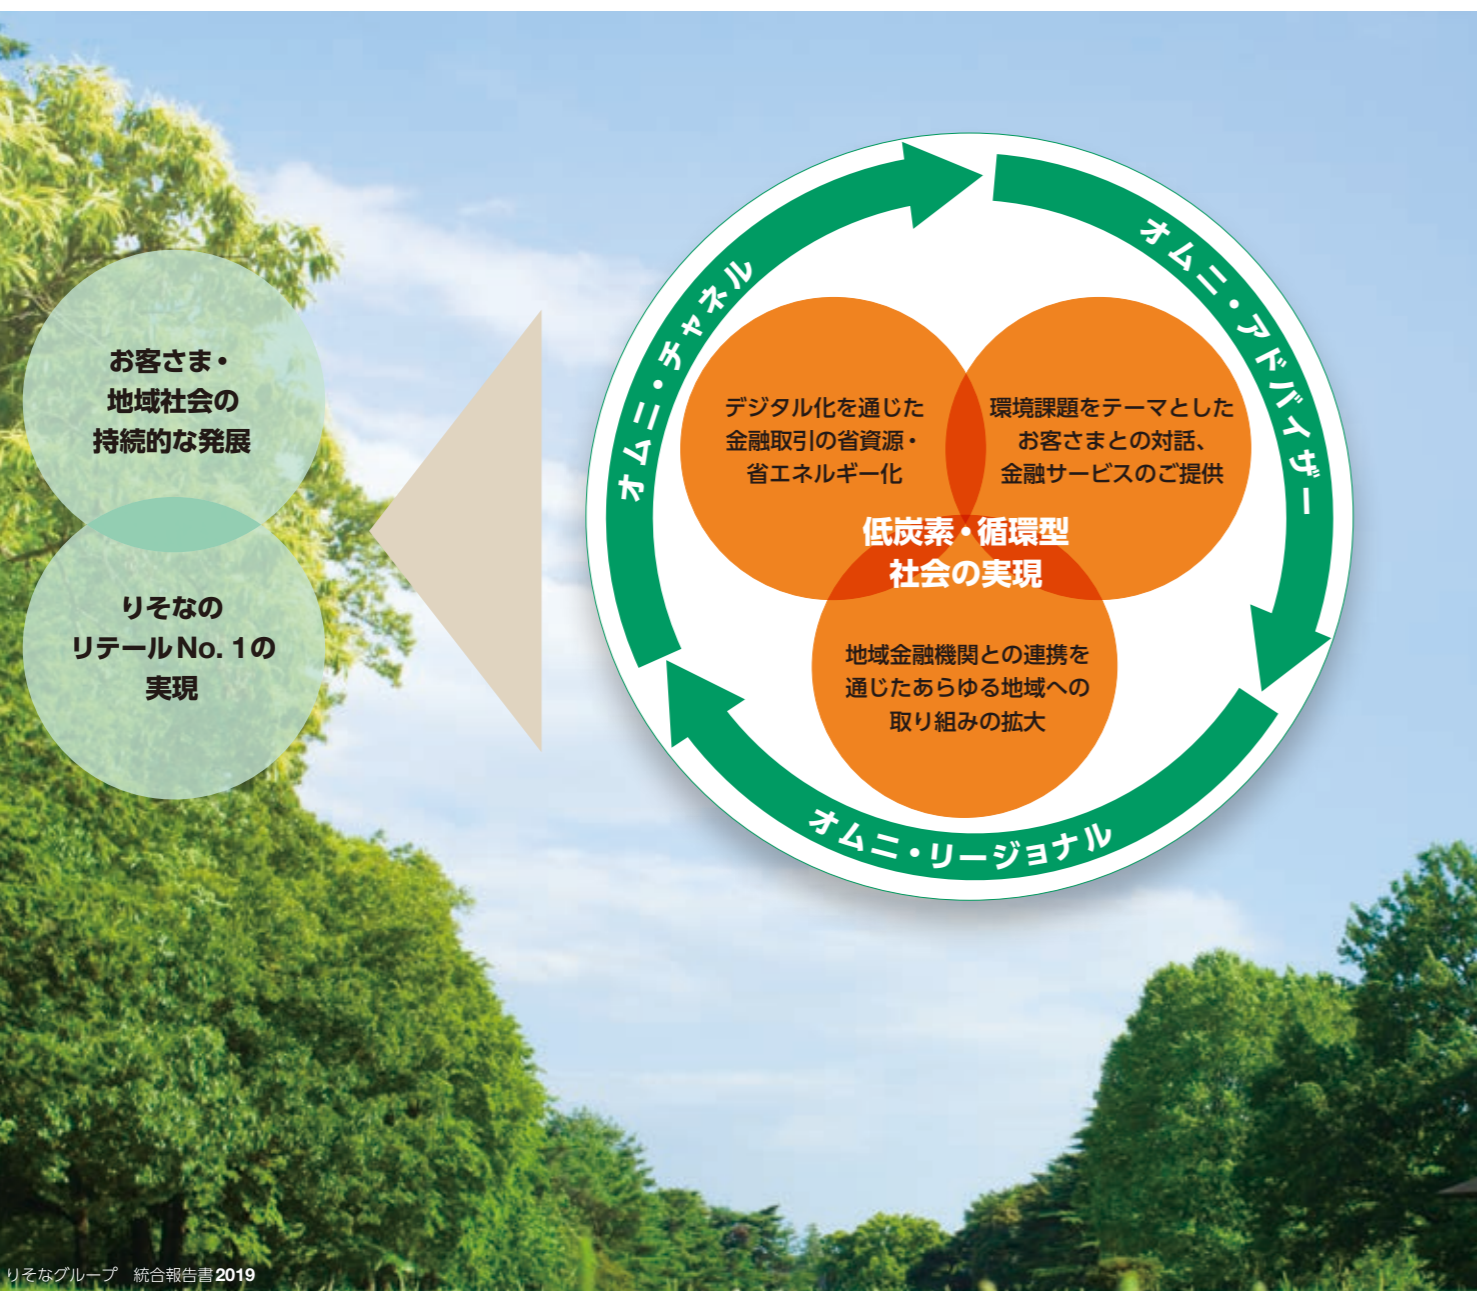 お客さま・
地域社会の
持続的な発展
りそなの
リテールNo. 1の
実現
オムニ・チャネル
オムニ・アドバイザー
オムニ・リージョナル
デジタル化を通じた
金融取引の省資源・
省エネルギー化
環境課題をテーマとした
お客さまとの対話、
金融サービスのご提供
低炭素・循環型
社会の実現
地域金融機関との連携を
通じたあらゆる地域への
取り組みの拡大
りそなグループ 統合報告書2019